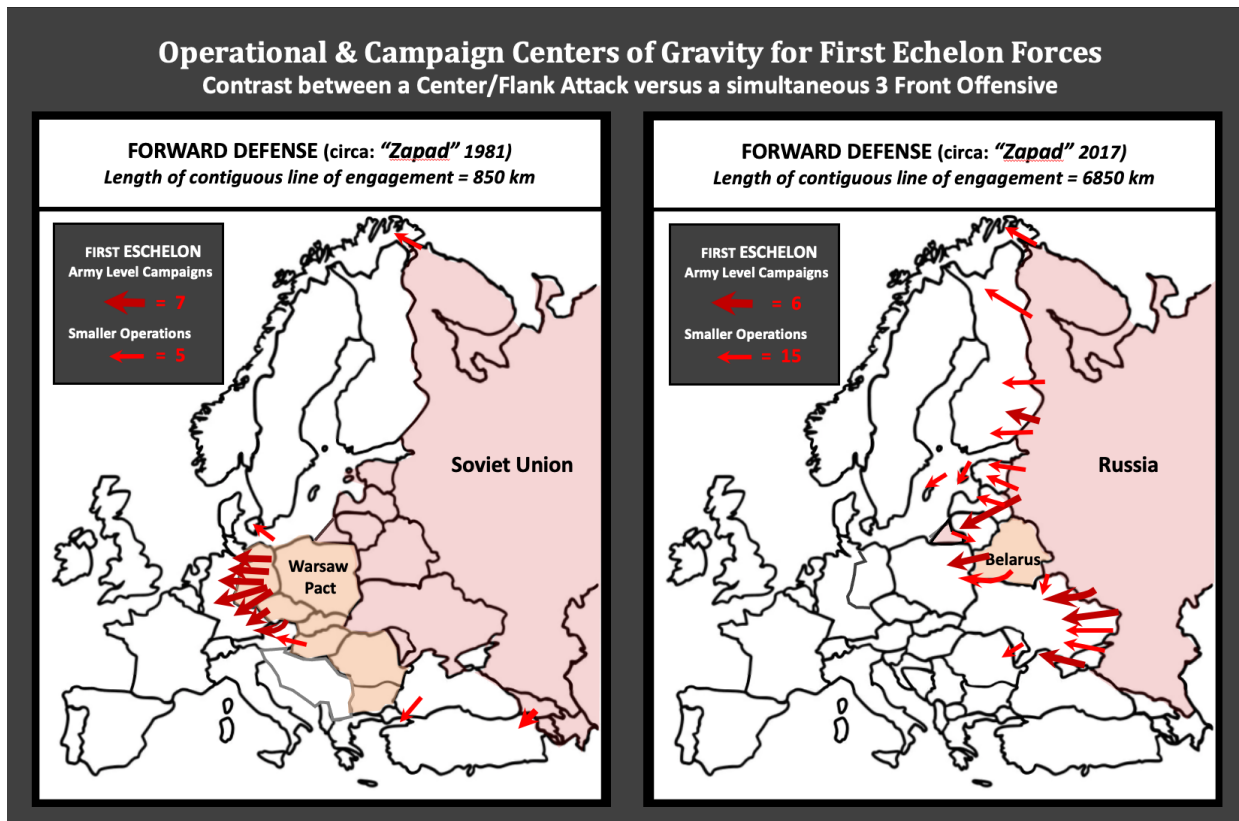 Operational & Campaign Centers of Gravity for First Echelon Forces
Contrast between a Center/Flank Attack versus a simultaneous 3 Front Offensive
FORWARD DEFENSE (circa: “Zapad” 1981)
Length of contiguous line of engagement = 850 km
FIRST ESCHELON
Army Level Campaigns
= 7
Smaller Operations
= 5
Soviet Union
Warsaw
Pact
FORWARD DEFENSE (circa: “Zapad” 2017)
Length of contiguous line of engagement = 6850 km
FIRST ESCHELON
Army Level Campaigns
= 6
Smaller Operations
= 15
Russia
Belarus